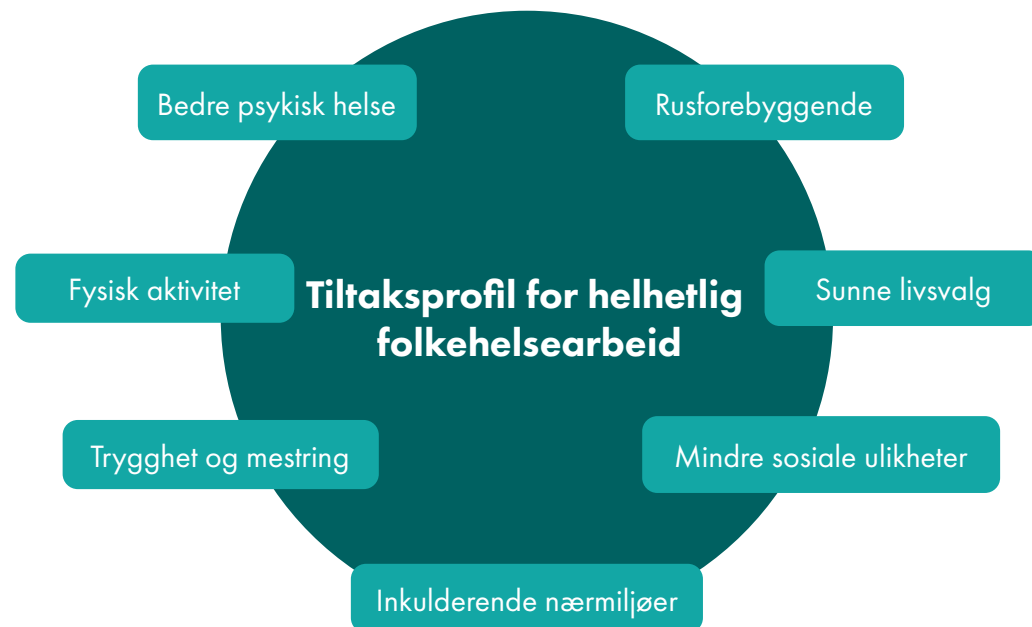 Bedre psykisk helse
Rusforebyggende
Fysisk aktivitet
Tiltaksprofil for helhetlig
folkehelsearbeid
Sunne livsvalg
Trygghet og mestring
Mindre sosiale ulikheter
Inkulderende nærmiljøer